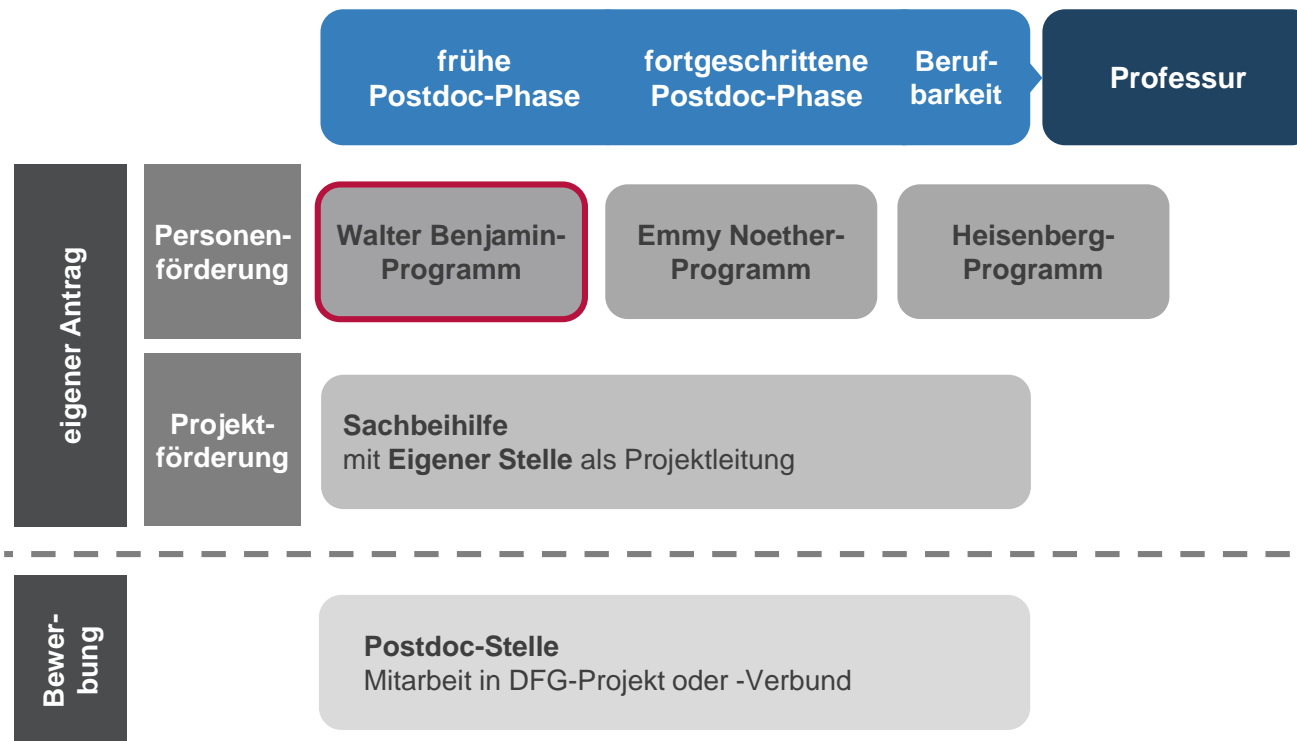 frühe
Postdoc-Phase
fortgeschrittene
Postdoc-Phase
Beruf-
barkeit
Professur
eigener Antrag
Personen-
förderung
Walter Benjamin-
Programm
Emmy Noether-
Programm
Heisenberg-
Programm
Projekt-
förderung
Sachbeihilfe
mit Eigener Stelle als Projektleitung
Bewer-
bung
Postdoc-Stelle
Mitarbeit in DFG-Projekt oder -Verbund